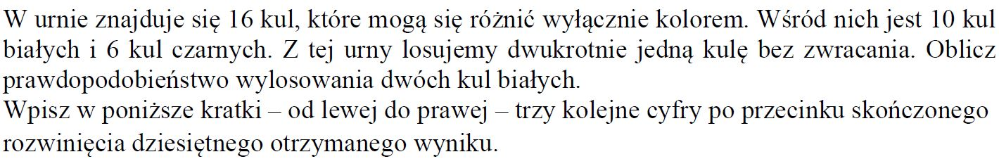 W urnie znajduje się 16 kul, które mogą się różnić wyłącznie kolorem. Wśród nich jest 10 kul
białych i 6 kul czarnych. Z tej urny losujemy dwukrotnie jedną kulę bez zwracania. Oblicz
prawdopodobieństwo wylosowania dwóch kul białych.
Wpisz w poniższe kratki – od lewej do prawej – trzy kolejne cyfry po przecinku skończonego
rozwinięcia dziesiętnego otrzymanego wyniku.